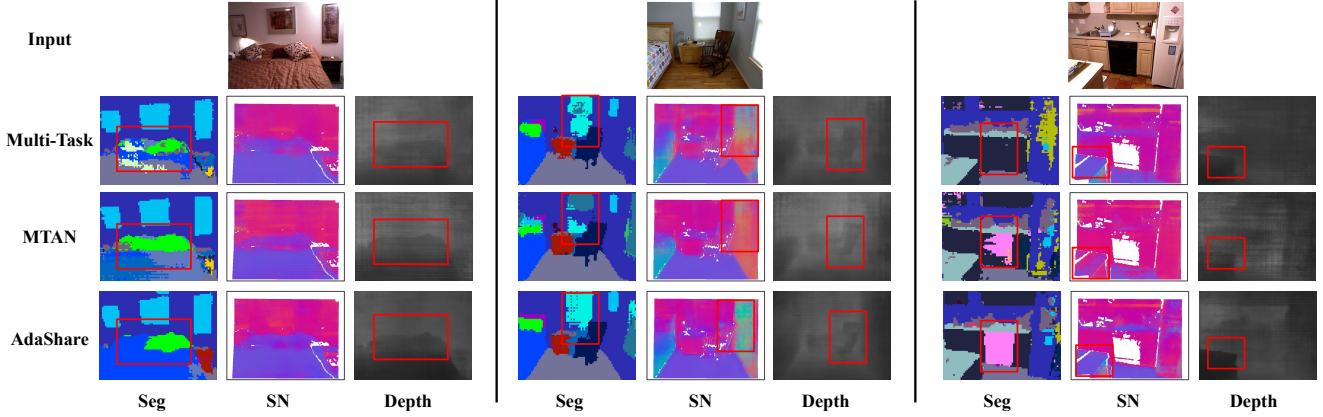 Input
Multi-Task
MTAN
AdaShare
Seg SN Depth Seg SN Depth Seg SN Depth